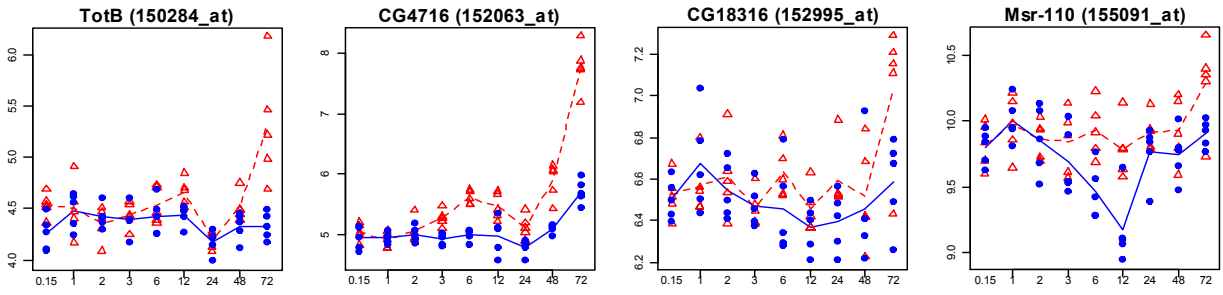 TotB (150284_at)
6.0
5.5
5.0
4.5
4.0
0.15 1 2 3 6 12 24 48 72
CG4716 (152063_at)
8
7
6
5
0.15 1 2 3 6 12 24 48 72
CG18316 (152995_at)
7.2
7.0
6.8
6.6
6.4
6.2
0.15 1 2 3 6 12 24 48 72
Msr-110 (155091_at)
10.5
10.0
9.5
9.0
0.15 1 2 3 6 12 24 48 72